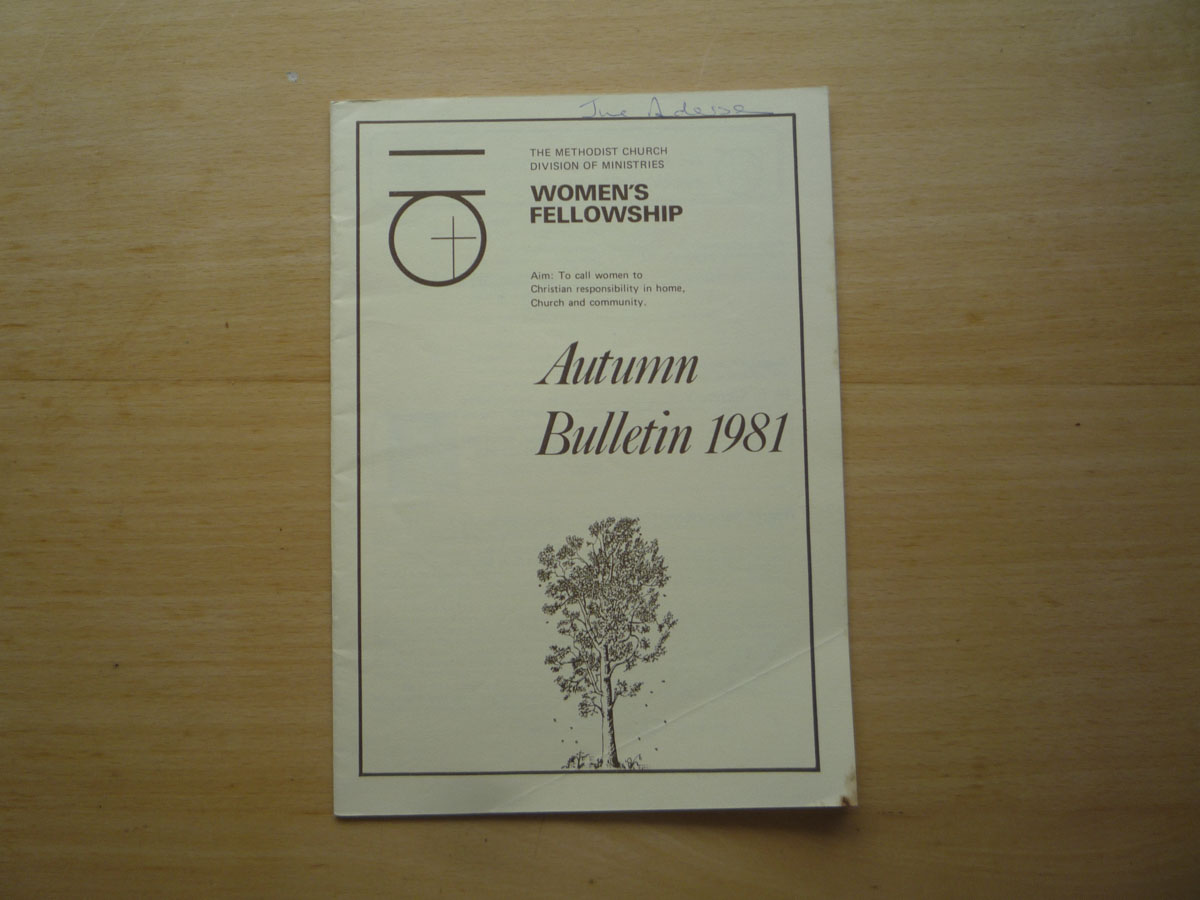 THE METHODIST CHURCH
DIVISION OF MINISTRIES
WOMEN'S
FELLOWSHIP
Aim: To call women to
Christian responsibility in home,
Church and community.
Autumn
Bulletin 1981